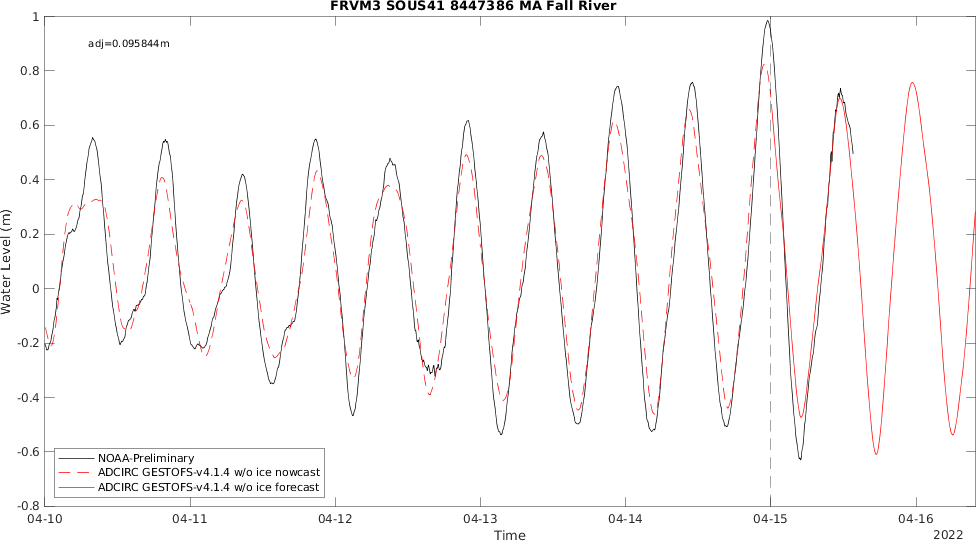 FRVM3 SOUS41 8447386 MA Fall River
adj=0.095844m
1
0.8
0.6
0.4
0.2
0
-0.2
-0.4
-0.6
-0.8
Water Level (m)
NOAA-Preliminary
ADCIRC GESTOFS-v4.1.4 w/o ice nowcast
ADCIRC GESTOFS-v4.1.4 w/o ice forecast
04-10 04-11 04-12 04-13 04-14 04-15 04-16
Time
2022